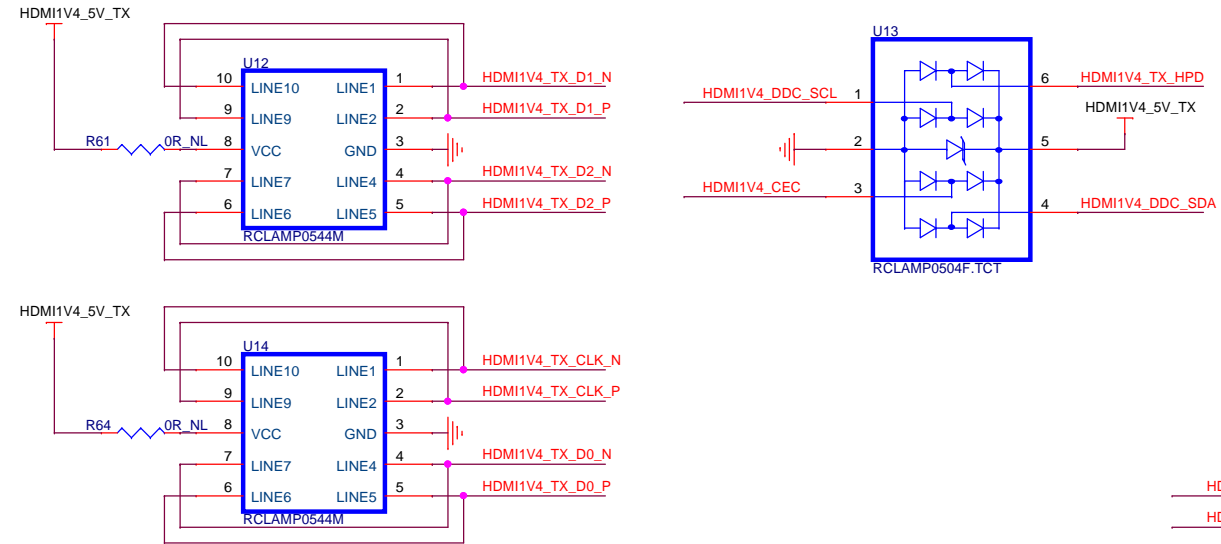 HDMI1V4_5V_TX
U12
10 LINE10 LINE1 1 HDMI1V4_TX_D1_N
9 LINE9 LINE2 2 HDMI1V4_TX_D1_P
R61 0R_NL 8 VCC GND 3
7 LINE7 LINE4 4 HDMI1V4_TX_D2_N
6 LINE6 LINE5 5 HDMI1V4_TX_D2_P
RCLAMP0544M
U13
6 HDMI1V4_TX_HPD
HDMI1V4_DDC_SCL 1
HDMI1V4_5V_TX
2 5
HDMI1V4_CEC 3
4 HDMI1V4_DDC_SDA
RCLAMP0504F.TCT
HDMI1V4_5V_TX
U14
10 LINE10 LINE1 1 HDMI1V4_TX_CLK_N
9 LINE9 LINE2 2 HDMI1V4_TX_CLK_P
R64 0R_NL 8 VCC GND 3
7 LINE7 LINE4 4 HDMI1V4_TX_D0_N
6 LINE6 LINE5 5 HDMI1V4_TX_D0_P
RCLAMP0544M